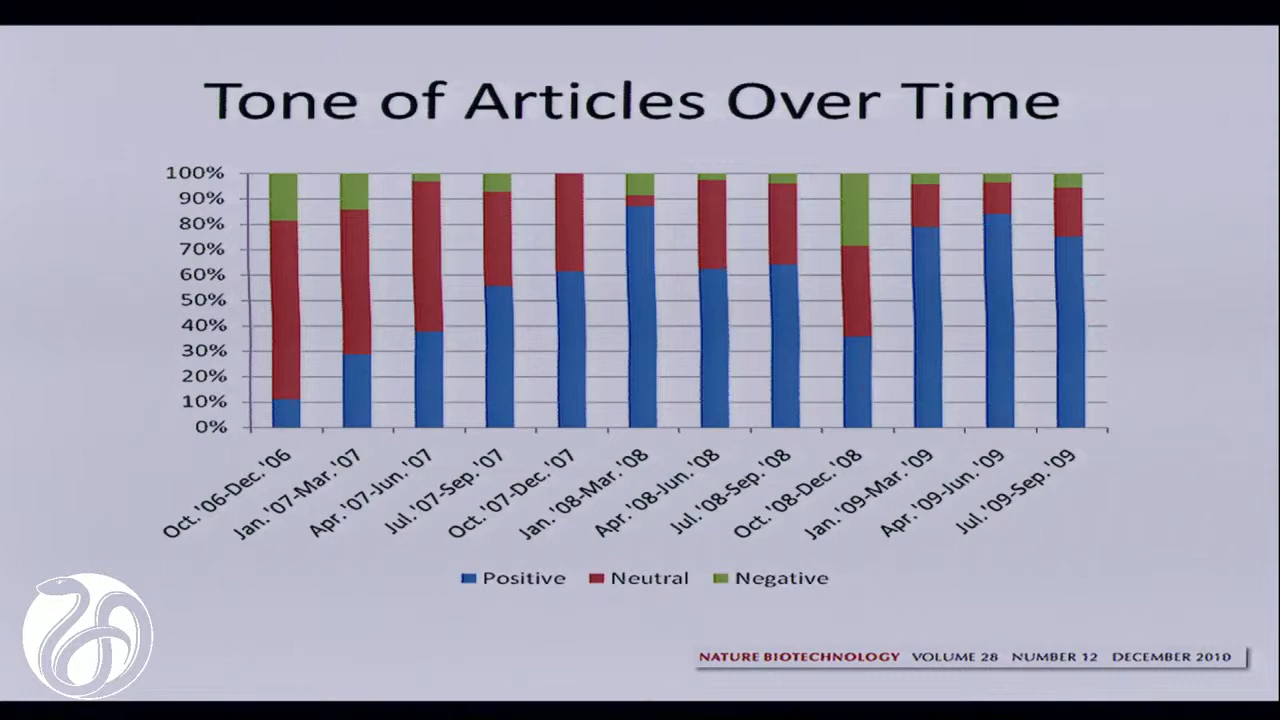 Tone of Articles Over Time
100%
90%
80%
70%
60%
50%
40%
30%
20%
10%
0%
Oct. '06-Dec. '06
Jan. '07-Mar. '07
Apr. '07-Jun. '07
Jul. '07-Sep. '07
Oct. '07-Dec. '07
Jan. '08-Mar. '08
Apr. '08-Jun. '08
Jul. '08-Sep. '08
Oct. '08-Dec. '08
Jan. '09-Mar. '09
Apr. '09-Jun. '09
Jul. '09-Sep. '09
Positive Neutral Negative
NATURE BIOTECHNOLOGY VOLUME 28 NUMBER 12 DECEMBER 2010